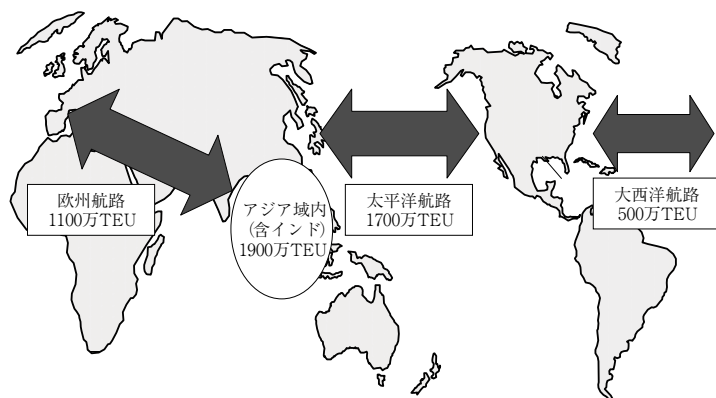 欧州航路
1100万TEU
アジア域内
(含インド)
1900万TEU
太平洋航路
1700万TEU
大西洋航路
500万TEU